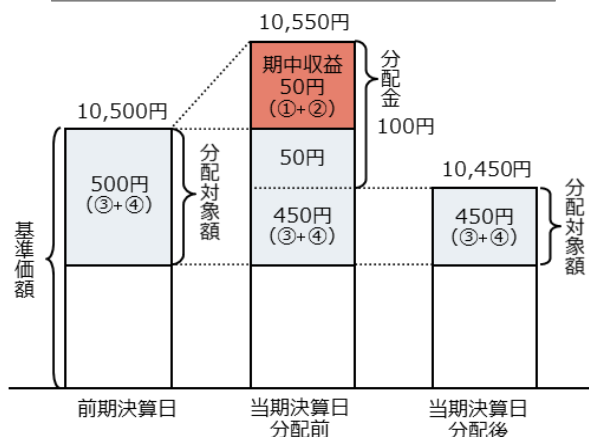 10,550円
期中収益
50円
(①+②)
分配金
100円
10,500円
500円
(③+④)
分配対象額
50円
450円
(③+④)
10,450円
450円
(③+④)
分配対象額
基準価額
前期決算日
当期決算日
分配前
当期決算日
分配後